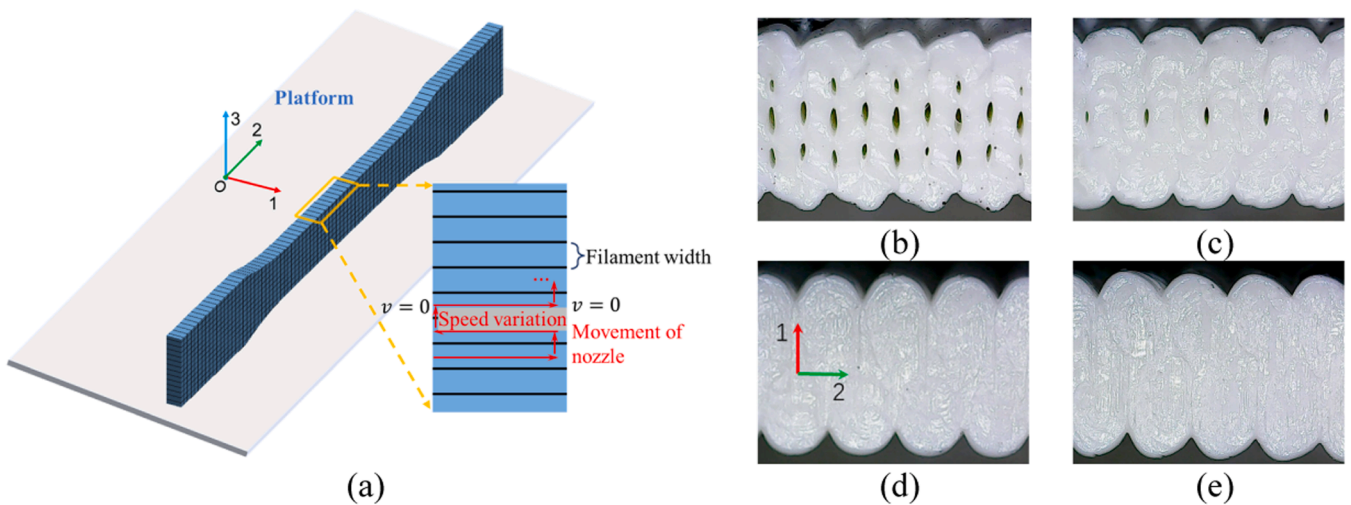 Platform
3
2
O
1
Filament width
...
v = 0
v = 0
Speed variation
Movement of
nozzle
(a)
(b)
(c)
1
2
(d)
(e)